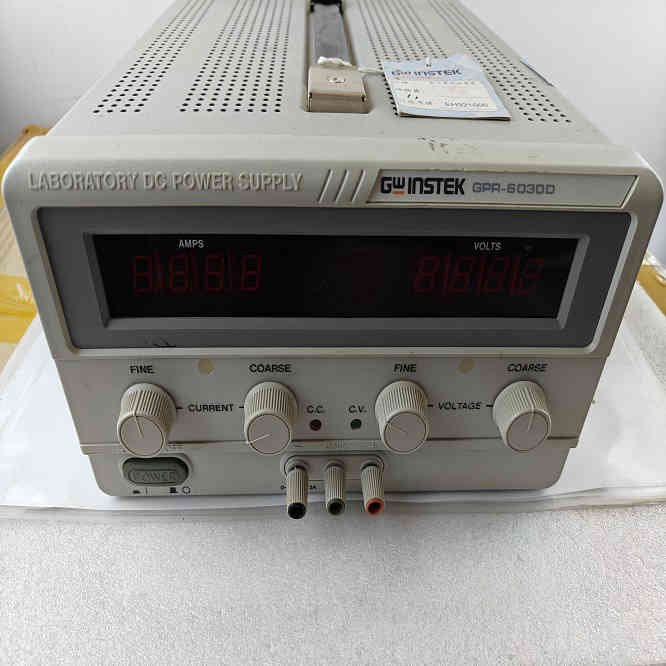 GW INSTEK
LABORATORY DC POWER SUPPLY
GW INSTEK GPR-6030D
AMPS
VOLTS
FINE
COARSE
FINE
COARSE
CURRENT
C.C.
C.V.
VOLTAGE
POWER